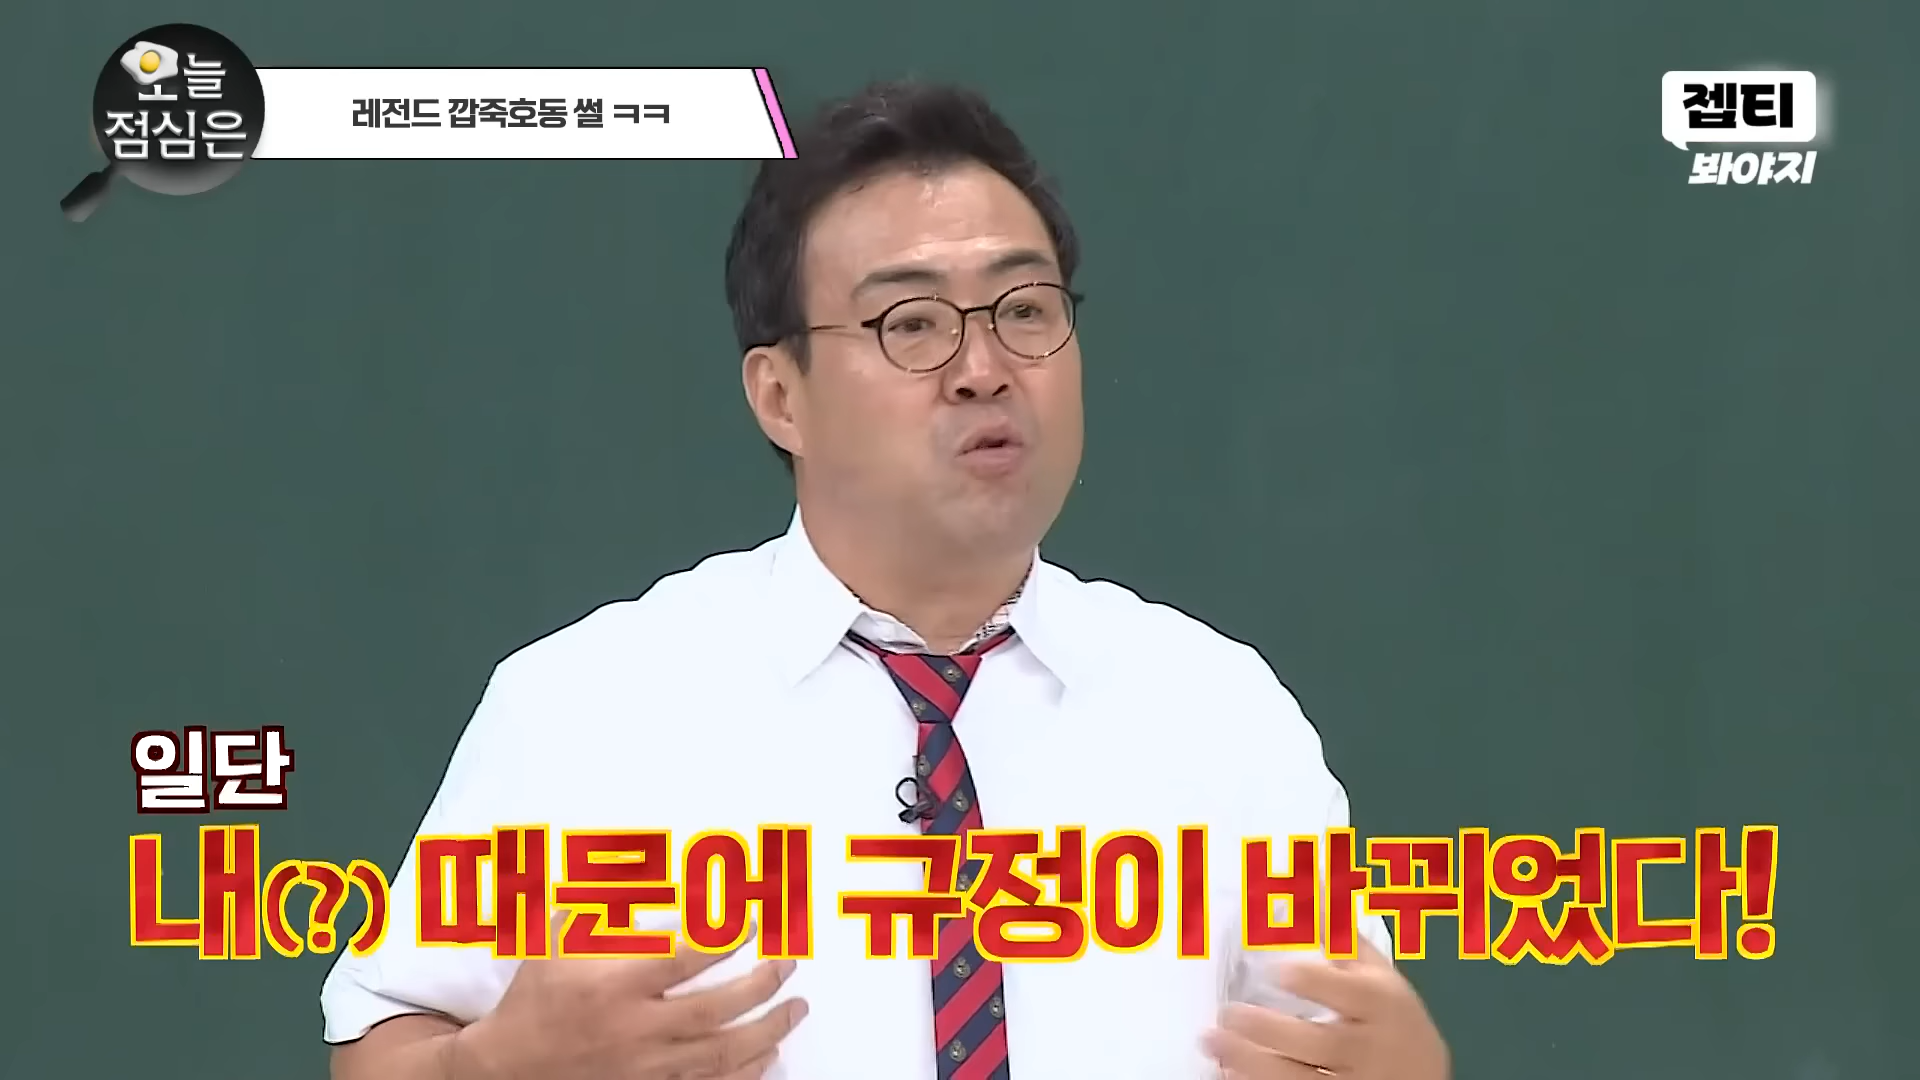 오늘
점심은
레전드 깝죽호동 썰 ㅋㅋ
젭티
봐야지
일단
내(?) 때문에 규정이 바뀌었다!